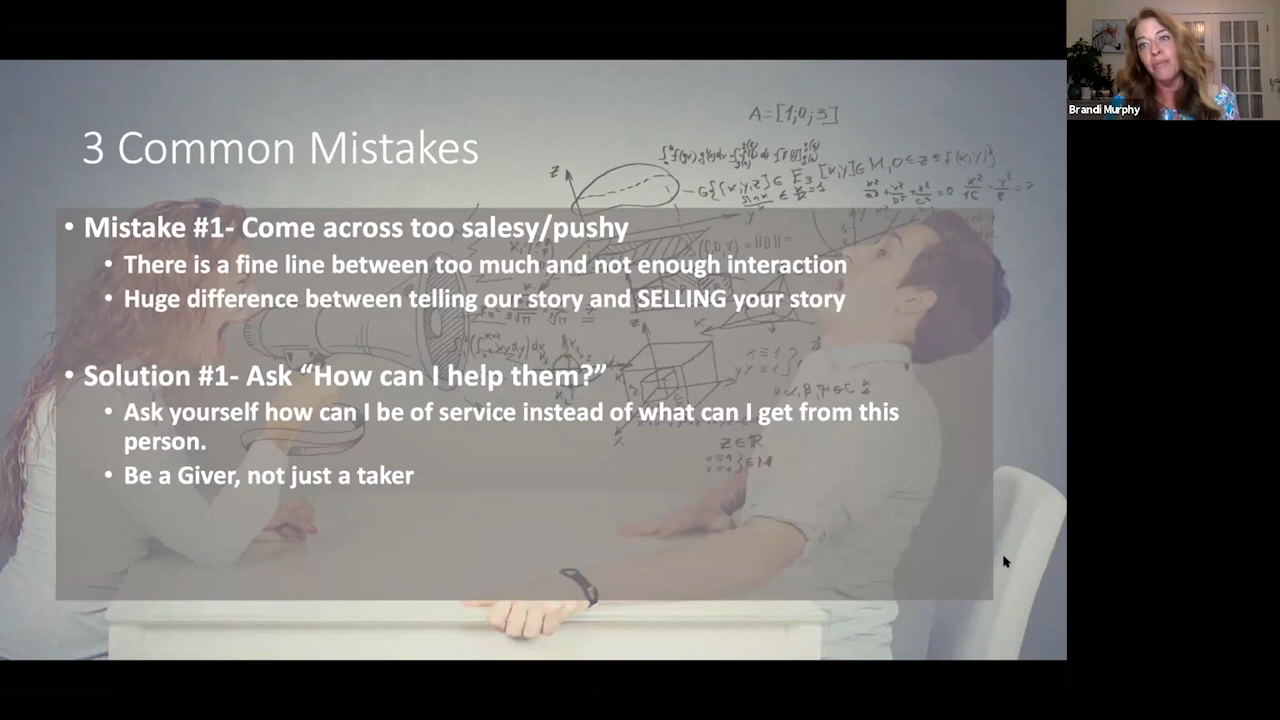 Brandi Murphy
3 Common Mistakes
A=[1;0;3]
• Mistake #1- Come across too salesy/pushy
• There is a fine line between too much and not enough interaction
• Huge difference between telling our story and SELLING your story
• Solution #1- Ask “How can I help them?”
• Ask yourself how can I be of service instead of what can I get from this
person.
• Be a Giver, not just a taker